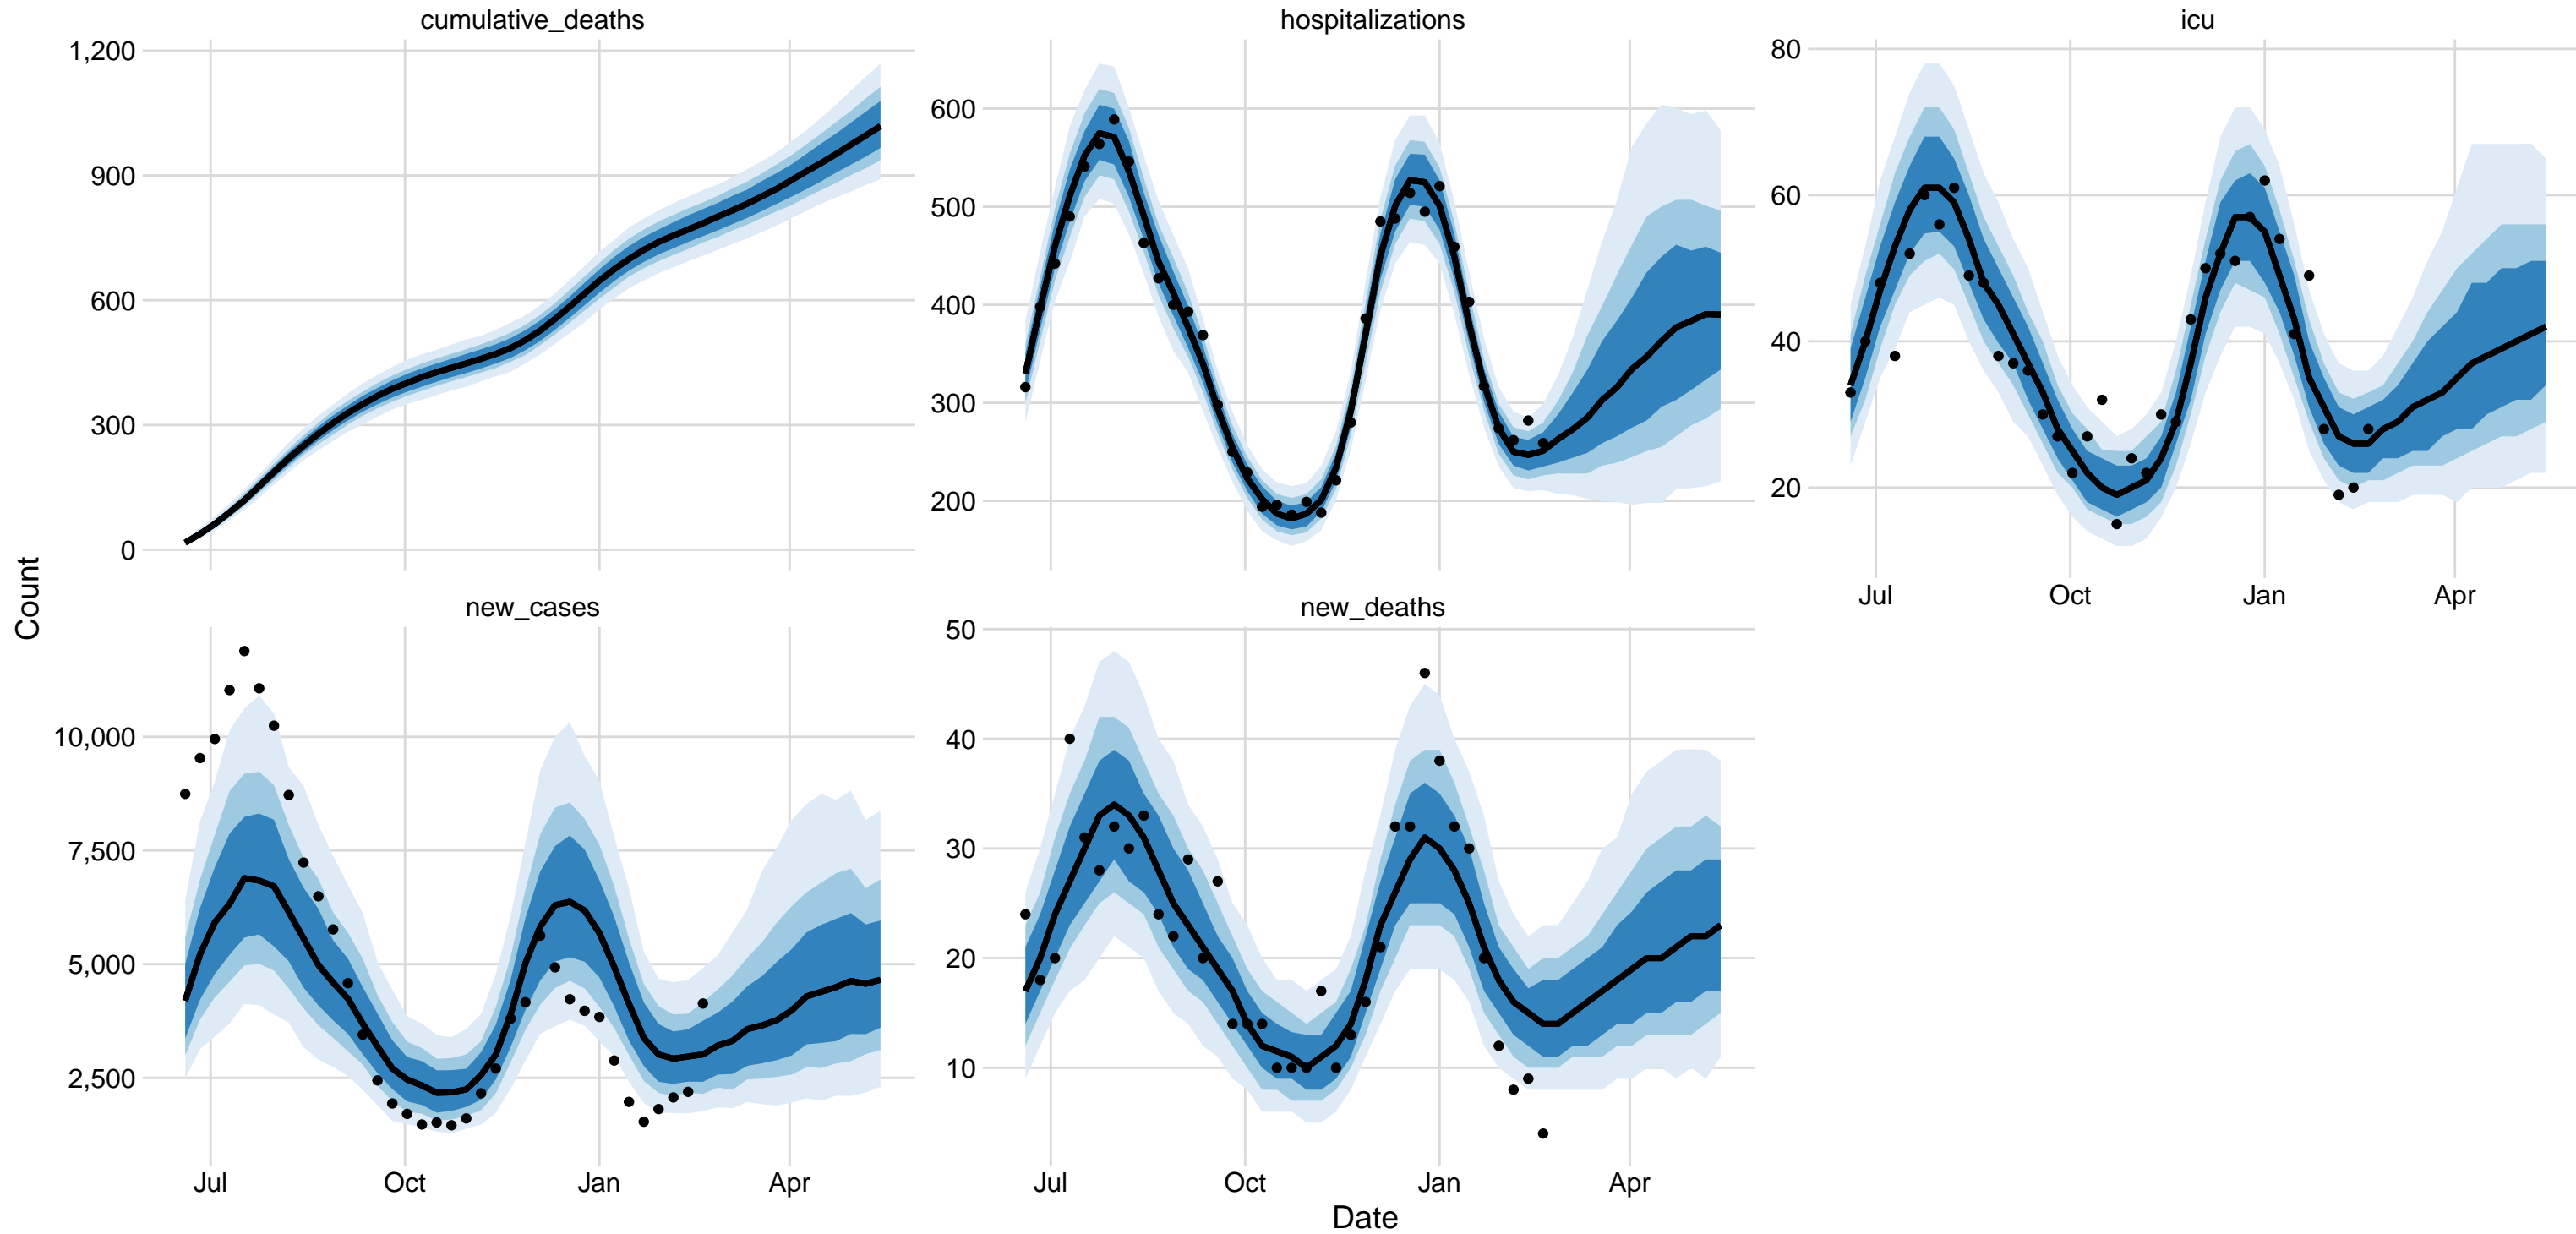 cumulative_deaths
hospitalizations
icu
1,200
900
600
300
0
600
500
400
300
200
80
60
40
20
Jul Oct Jan Apr
Count
new_cases
new_deaths
10,000
7,500
5,000
2,500
50
40
30
20
10
Jul Oct Jan Apr
Jul Oct Jan Apr
Date